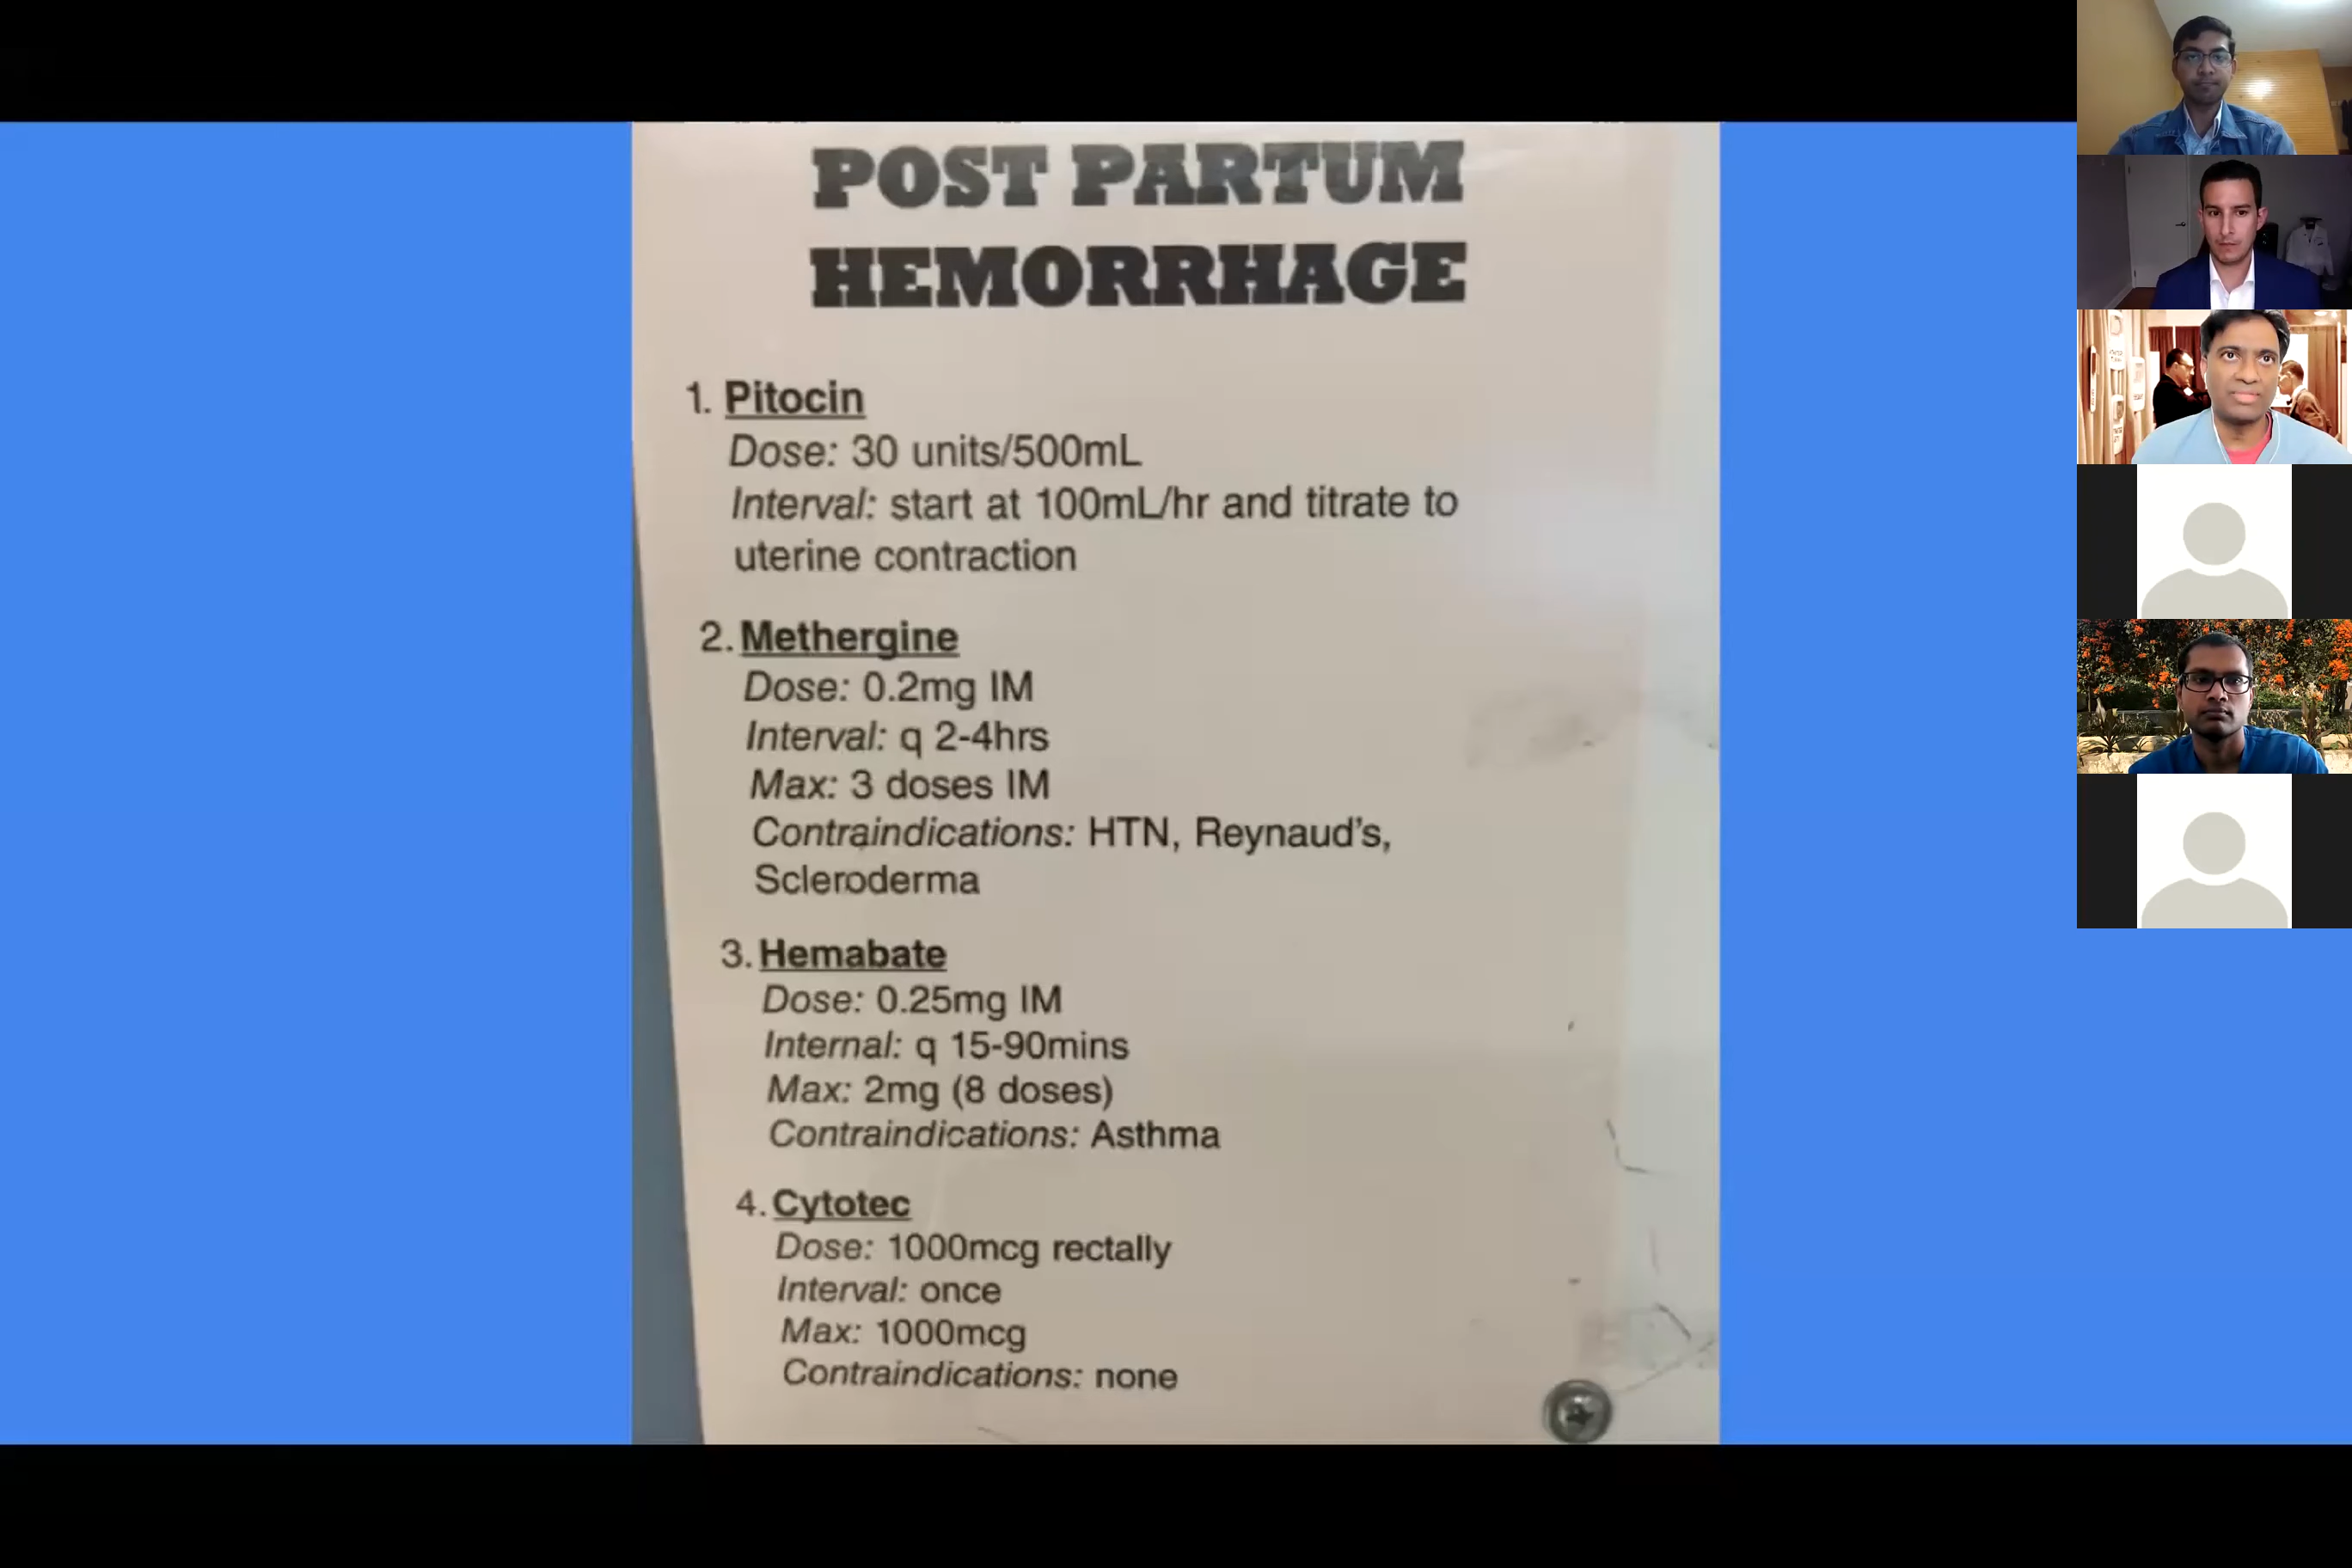 POST PARTUM
HEMORRHAGE
1. Pitocin
Dose: 30 units/500mL
Interval: start at 100mL/hr and titrate to
uterine contraction
2. Methergine
Dose: 0.2mg IM
Interval: q 2-4hrs
Max: 3 doses IM
Contraindications: HTN, Reynaud's,
Scleroderma
3. Hemabate
Dose: 0.25mg IM
Internal: q 15-90mins
Max: 2mg (8 doses)
Contraindications: Asthma
4. Cytotec
Dose: 1000mcg rectally
Interval: once
Max: 1000mcg
Contraindications: none